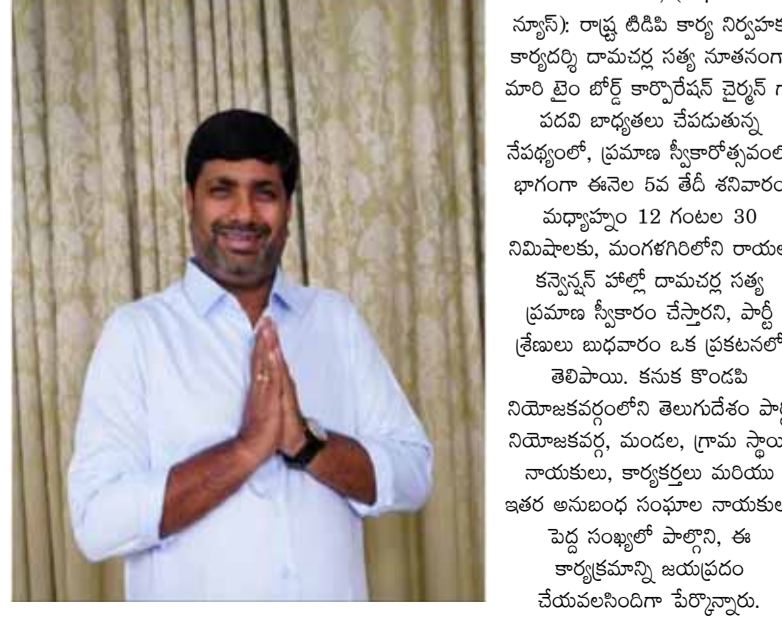 న్యూస్): రాష్ట్ర టిడిపి కార్య నిర్వహక
కార్యదర్శి దామచర్ల సత్య నూతనంగా
మారి టైం బోర్డ్ కార్పొరేషన్ చైర్మన్ గా
పదవి బాధ్యతలు చేపడుతున్న
నేపథ్యంలో, ప్రమాణ స్వీకారోత్సవంలో
భాగంగా ఈనెల 5వ తేదీ శనివారం
మధ్యాహ్నం 12 గంటల 30
నిమిషాలకు, మంగళగిరిలోని రాయల
కన్వెన్షన్ హాల్లో దామచర్ల సత్య
ప్రమాణ స్వీకారం చేస్తారని, పార్టీ
శ్రేణులు బుధవారం ఒక ప్రకటనలో
తెలిపాయి. కనుక కొండపి
నియోజకవర్గంలోని తెలుగుదేశం పార్టీ
నియోజకవర్గ, మండల, గ్రామ స్థాయి
నాయకులు, కార్యకర్తలు మరియు
ఇతర అనుబంధ సంఘాల నాయకులు
పెద్ద సంఖ్యలో పాల్గొని, ఈ
కార్యక్రమాన్ని జయప్రదం
చేయవలసిందిగా పేర్కొన్నారు.